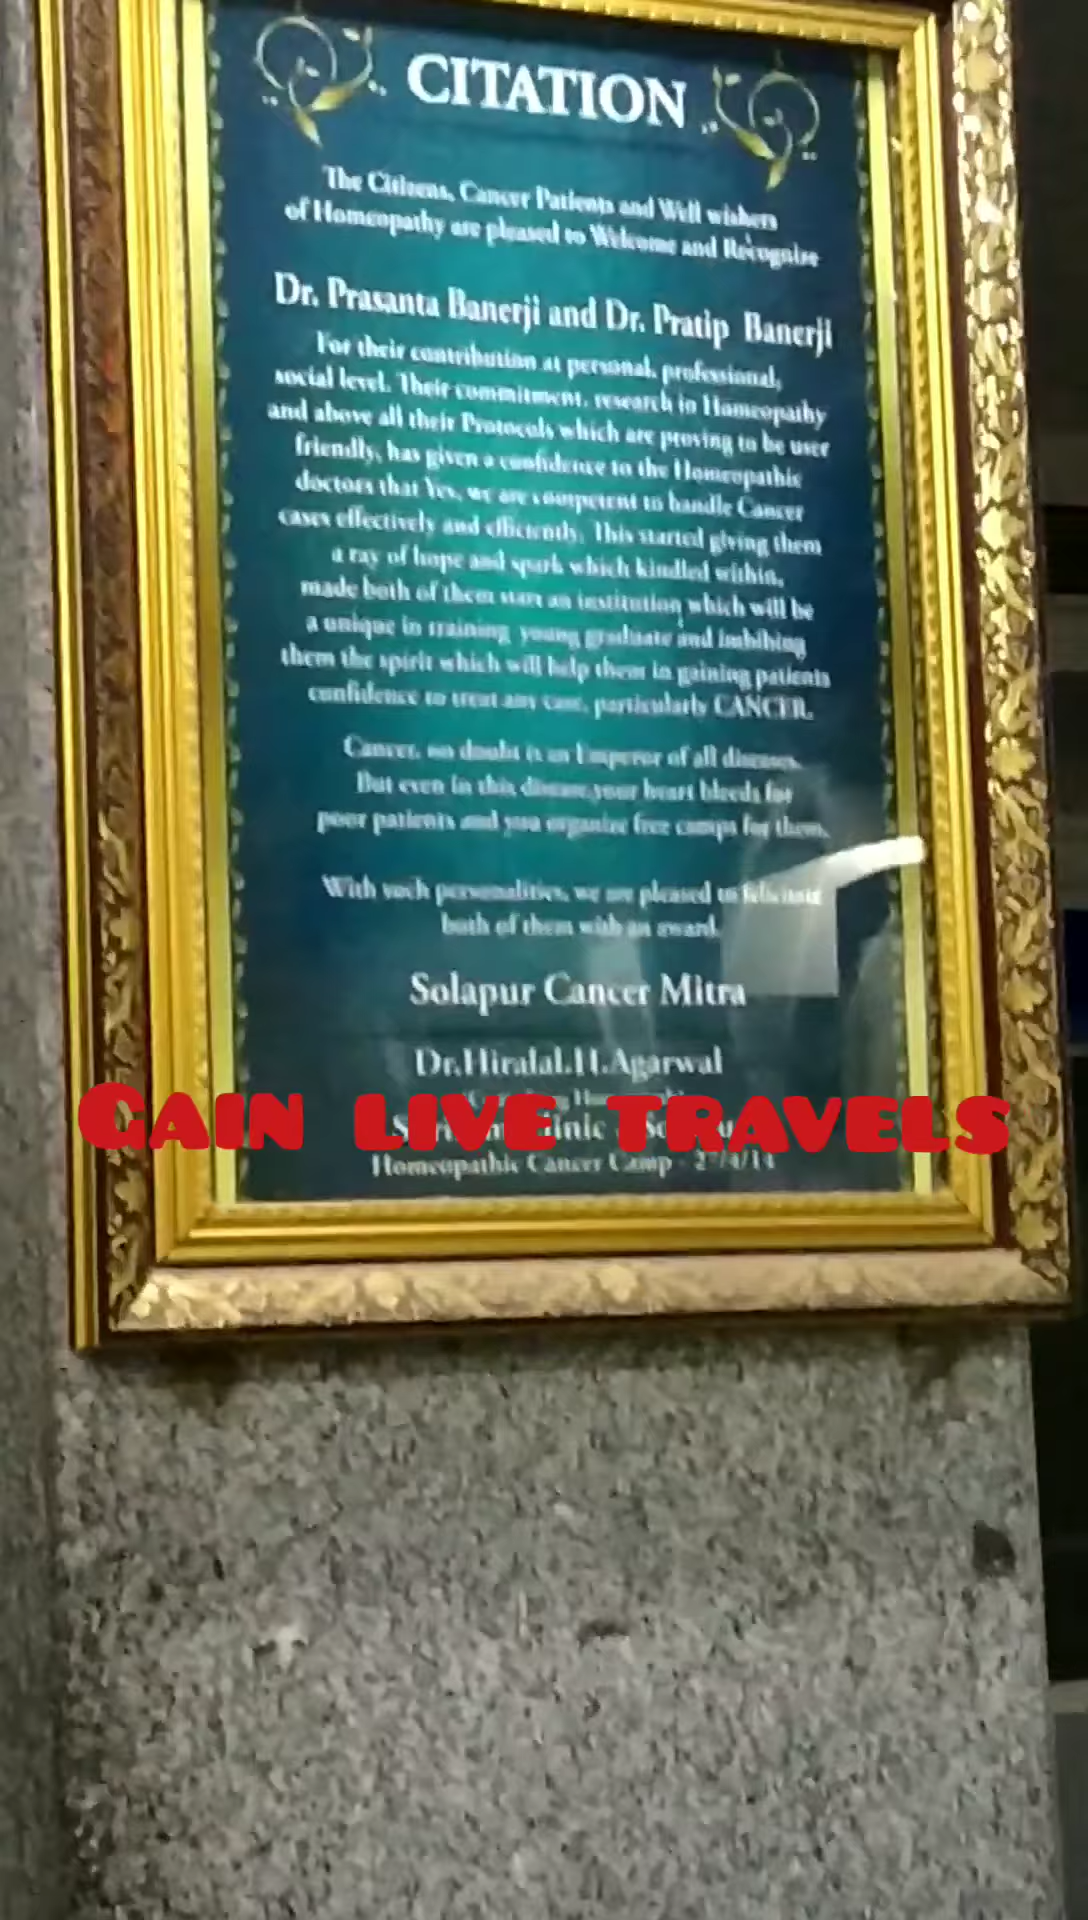 CITATION
The Citizens, Cancer Patients and Well wishers
of Homeopathy are pleased to Welcome and Recognise
Dr. Prasanta Banerji and Dr. Pratip Banerji
For their contribution at personal, professional,
social level. Their commitment, research in Homeopathy
and above all their Protocols which are proving to be user
friendly, has given a confidence to the Homeopathic
doctors that Yes, we are competent to handle Cancer
cases effectively and efficiently. This started giving them
a ray of hope and spark which kindled within,
made both of them start an institution which will be
a unique in training young graduate and imbibing
them the spirit which will help them in gaining patients
confidence to treat any case, particularly CANCER.
Cancer, no doubt is an Emperor of all diseases.
But even in this disease,your heart bleeds for
poor patients and you organize free camps for them.
With such personalities, we are pleased to felicitate
both of them with an award.
Solapur Cancer Mitra
Dr.Hiralal.H.Agarwal
GAIN LIVE TRAVELS
Homeopathic Cancer Camp -